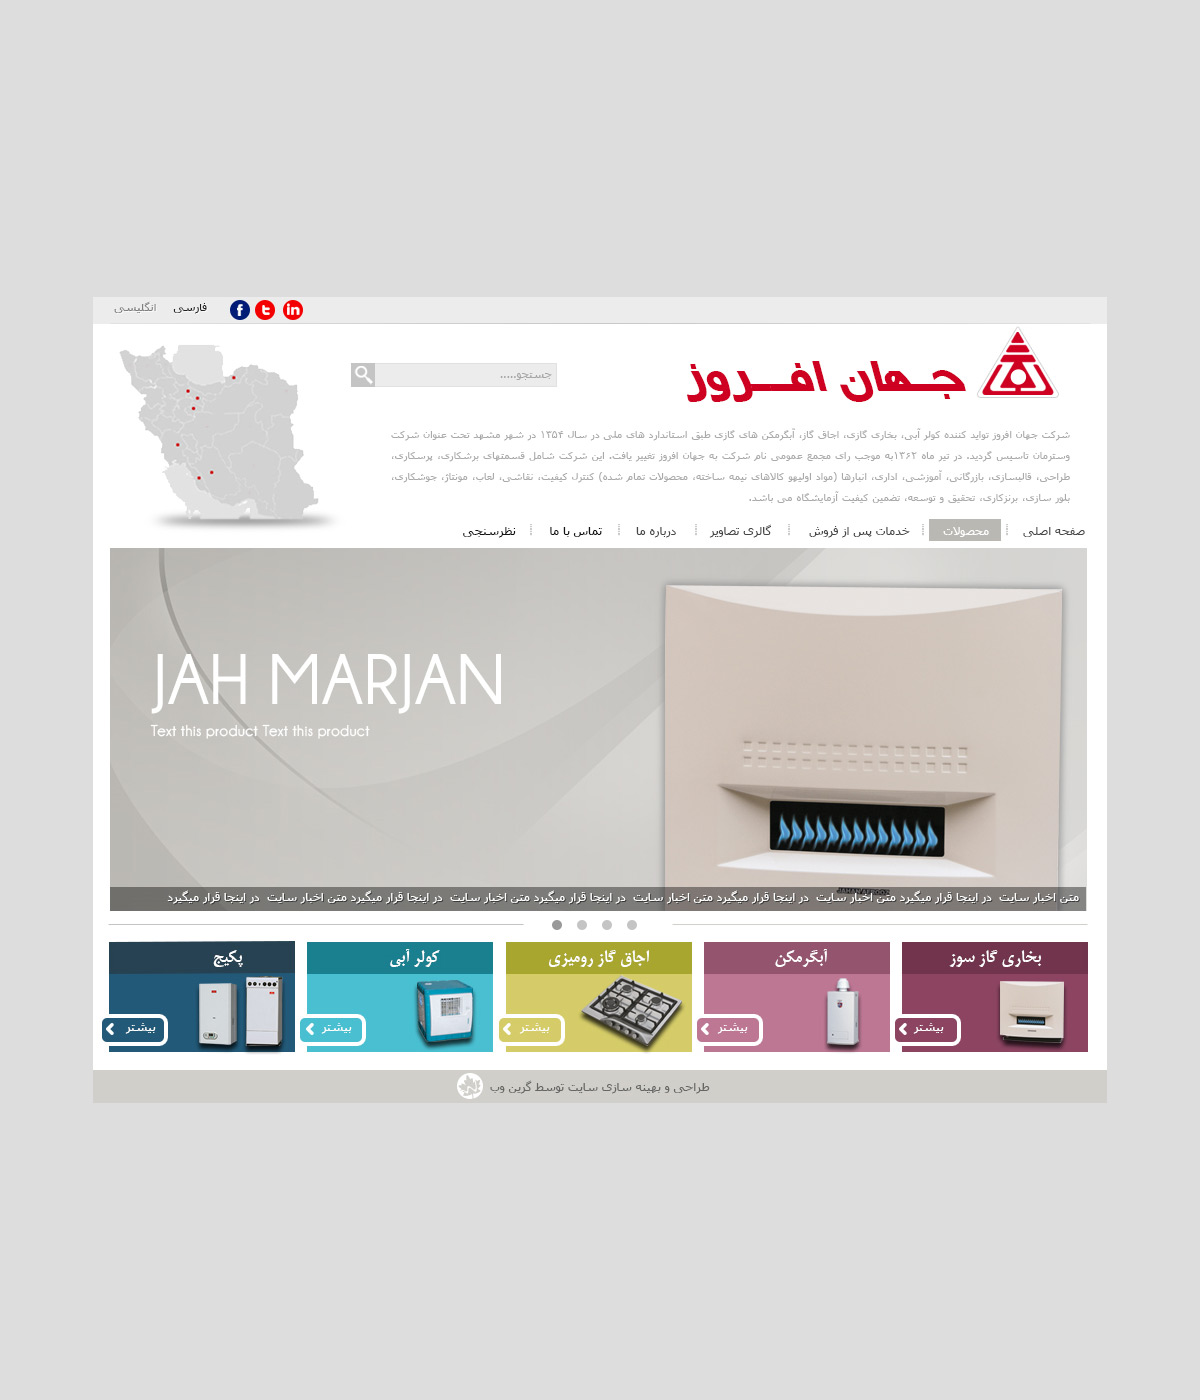 فارسی
انگلیسی
جهان افروز
جستجو.....
شرکت جهان افروز تولید کننده کولر آبی، بخاری گازی، اجاق گاز، آبگرمکن های گازی طبق استاندارد های ملی در سال ۱۳۵۴ در شهر مشهد تحت عنوان شرکت
وسترمان تاسیس گردید. در تیر ماه ۱۳۶۲به موجب رای مجمع عمومی نام شرکت به جهان افروز تغییر یافت. این شرکت شامل قسمتهای برشکاری، پرسکاری،
طراحی، قالبسازی، بازرگانی، آموزشی، اداری، انبارها (مواد اولیهو کالاهای نیمه ساخته، محصولات تمام شده) کنترل کیفیت، نقاشی، لعاب، مونتاژ، جوشکاری،
بلور سازی، برنزکاری، تحقیق و توسعه، تضمین کیفیت آزمایشگاه می باشد.
صفحه اصلی
محصولات
خدمات پس از فروش
گالری تصاویر
درباره ما
تماس با ما
نظرسنجی
JAH MARJAN
Text this product Text this product
متن اخبار سایت در اینجا قرار میگیرد متن اخبار سایت در اینجا قرار میگیرد متن اخبار سایت در اینجا قرار میگیرد متن اخبار سایت در اینجا قرار میگیرد متن اخبار سایت در اینجا قرار میگیرد
بخاری گاز سوز
آبگرمکن
اجاق گاز رومیزی
کولر آبی
پکیج
بیشتر
بیشتر
بیشتر
بیشتر
بیشتر
طراحی و بهینه سازی سایت توسط گرین وب